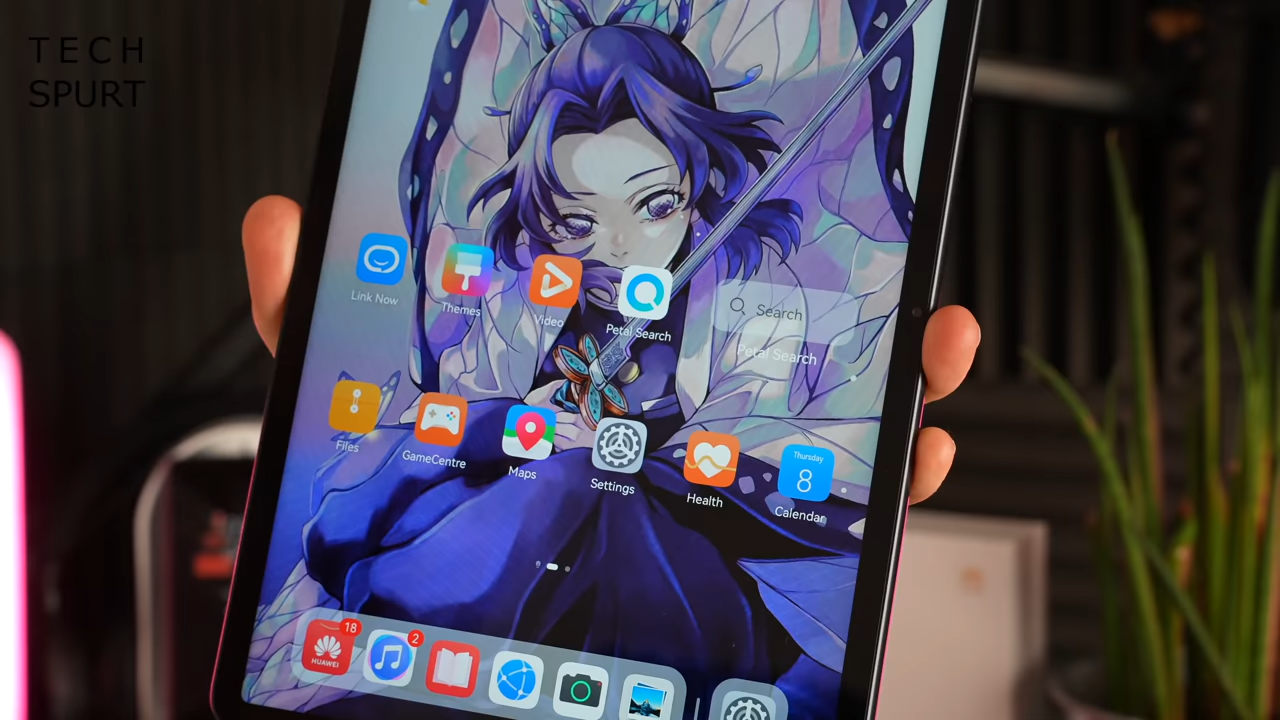 TECH
SPURT
Link Now
Themes
Video
Petal Search
Search
Petal Search
Files
GameCentre
Maps
Settings
Health
Thursday
8
Calendar
18
HUAWEI
2